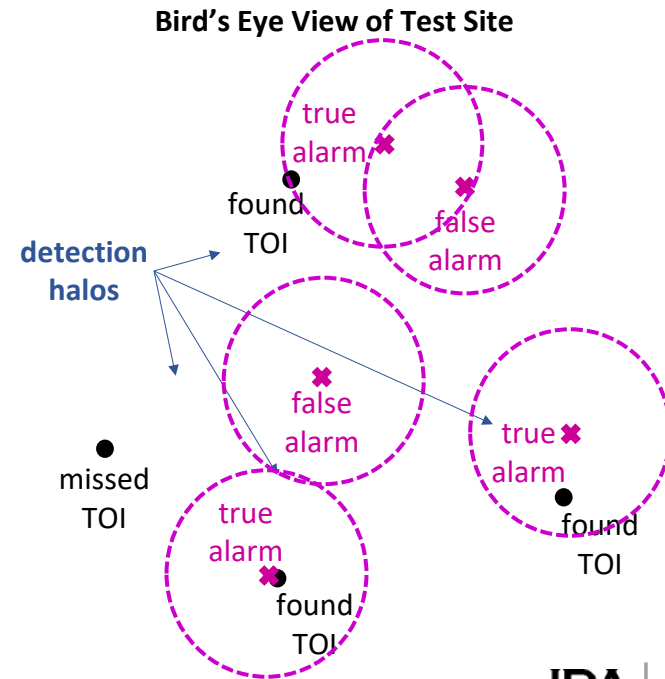 Bird’s Eye View of Test Site
true
alarm
found
TOI
false
alarm
detection
halos
false
alarm
true
alarm
found
TOI
missed
TOI
true
alarm
found
TOI